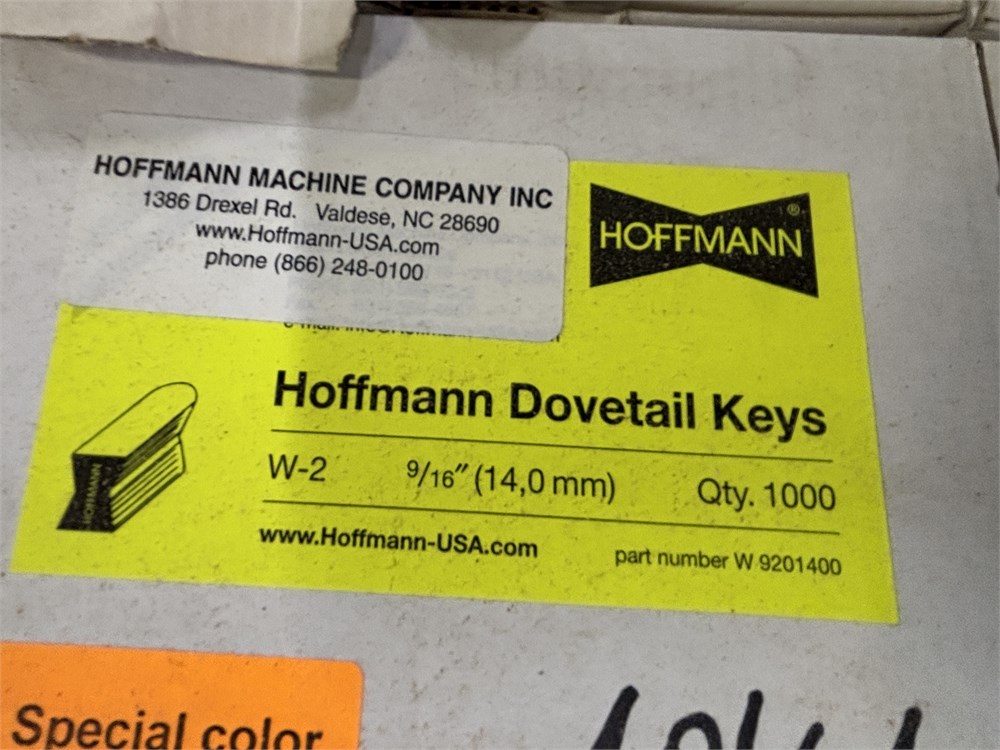 HOFFMANN MACHINE COMPANY INC
1386 Drexel Rd. Valdese, NC 28690
www.Hoffmann-USA.com
phone (866) 248-0100
HOFFMANN®
Hoffmann Dovetail Keys
HOFFMANN
W-2 9/16″ (14,0 mm) Qty. 1000
www.Hoffmann-USA.com part number W 9201400
Special color